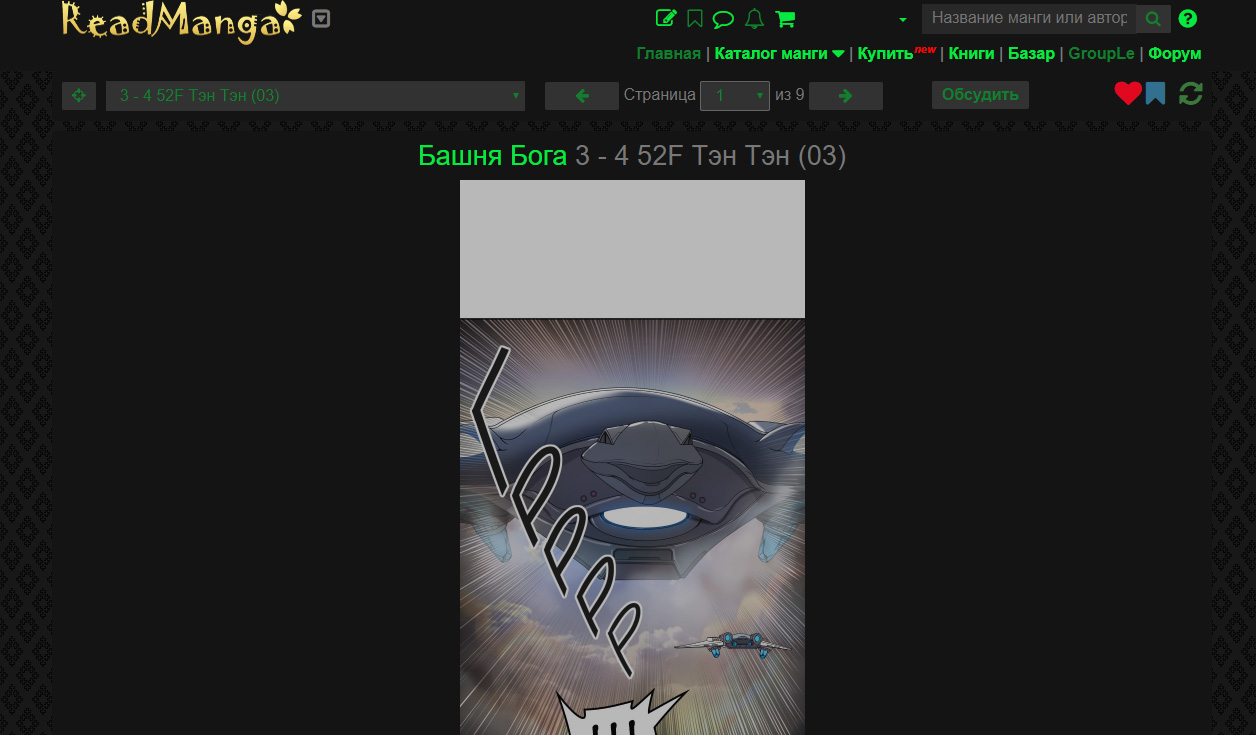 ReadManga
Название манги или автор
Главная | Каталог манги | Купить new | Книги | Базар | GroupLe | Форум
3 - 4 52F Тэн Тэн (03)
Страница 1 из 9
Обсудить
Башня Бога 3 - 4 52F Тэн Тэн (03)
ГРРРР
!!!